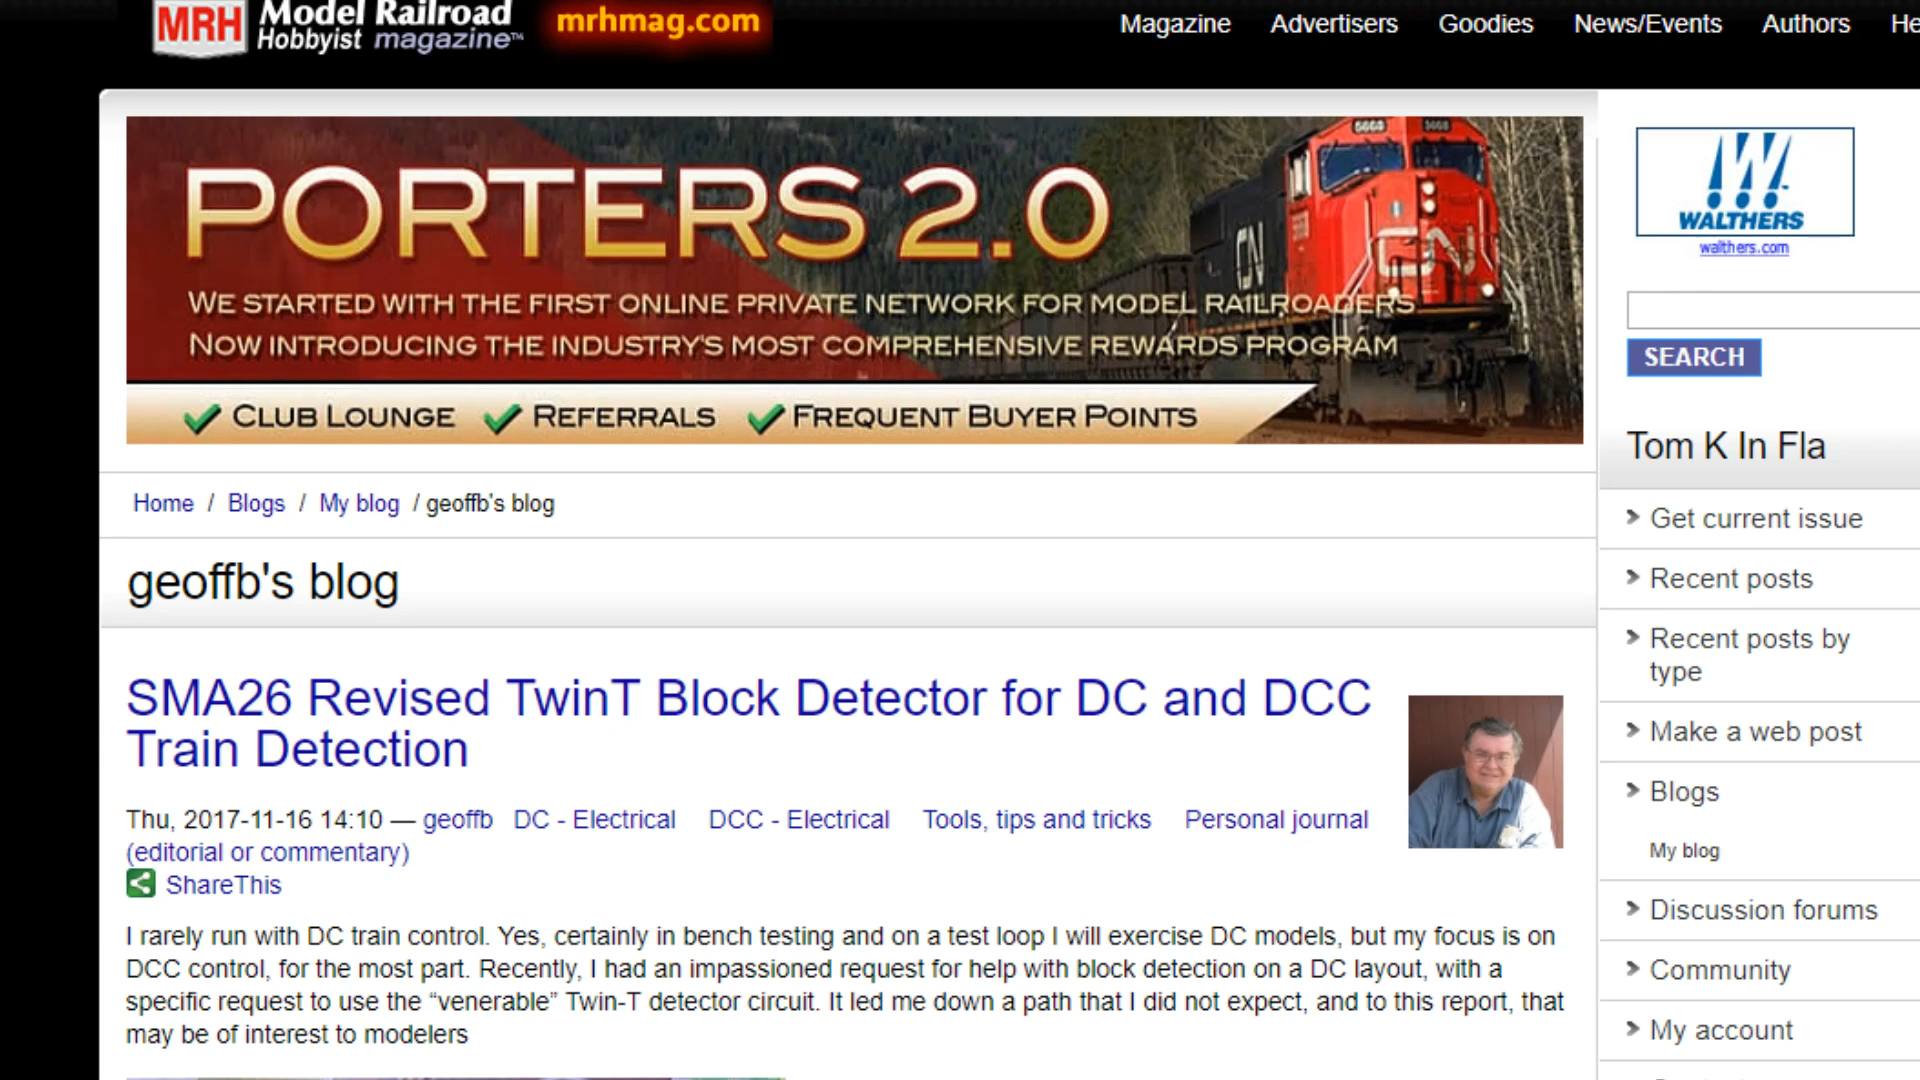 MRH Model Railroad Hobbyist magazine™ mrhmag.com
Magazine Advertisers Goodies News/Events Authors He
PORTERS 2.0
WE STARTED WITH THE FIRST ONLINE PRIVATE NETWORK FOR MODEL RAILROADERS
NOW INTRODUCING THE INDUSTRY'S MOST COMPREHENSIVE REWARDS PROGRAM
CLUB LOUNGE REFERRALS FREQUENT BUYER POINTS
CN
CN
Home / Blogs / My blog / geoffb's blog
geoffb's blog
SMA26 Revised TwinT Block Detector for DC and DCC
Train Detection
Thu, 2017-11-16 14:10 — geoffb DC - Electrical DCC - Electrical Tools, tips and tricks Personal journal
(editorial or commentary)
ShareThis
I rarely run with DC train control. Yes, certainly in bench testing and on a test loop I will exercise DC models, but my focus is on
DCC control, for the most part. Recently, I had an impassioned request for help with block detection on a DC layout, with a
specific request to use the “venerable” Twin-T detector circuit. It led me down a path that I did not expect, and to this report, that
may be of interest to modelers
WALTHERS
walthers.com
SEARCH
Tom K In Fla
Get current issue
Recent posts
Recent posts by
type
Make a web post
Blogs
My blog
Discussion forums
Community
My account